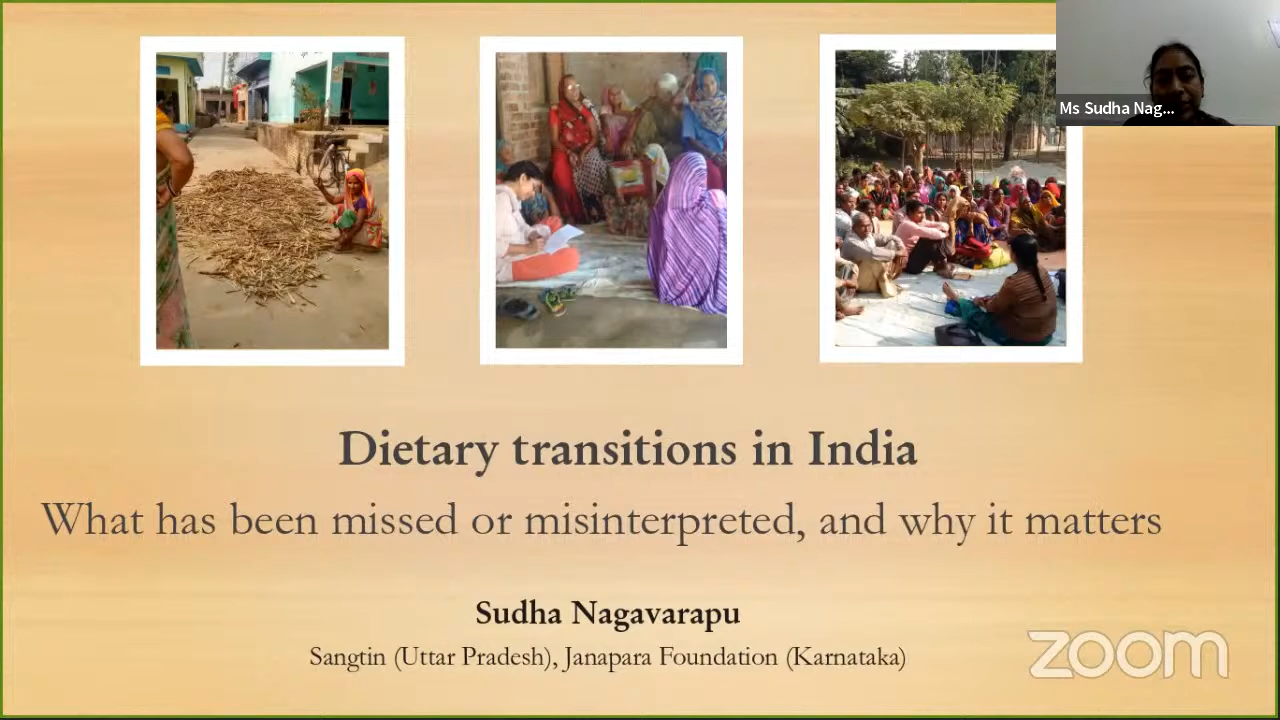 Ms Sudha Nag...
Dietary transitions in India
What has been missed or misinterpreted, and why it matters
Sudha Nagavarapu
Sangtin (Uttar Pradesh), Janapara Foundation (Karnataka)
zoom